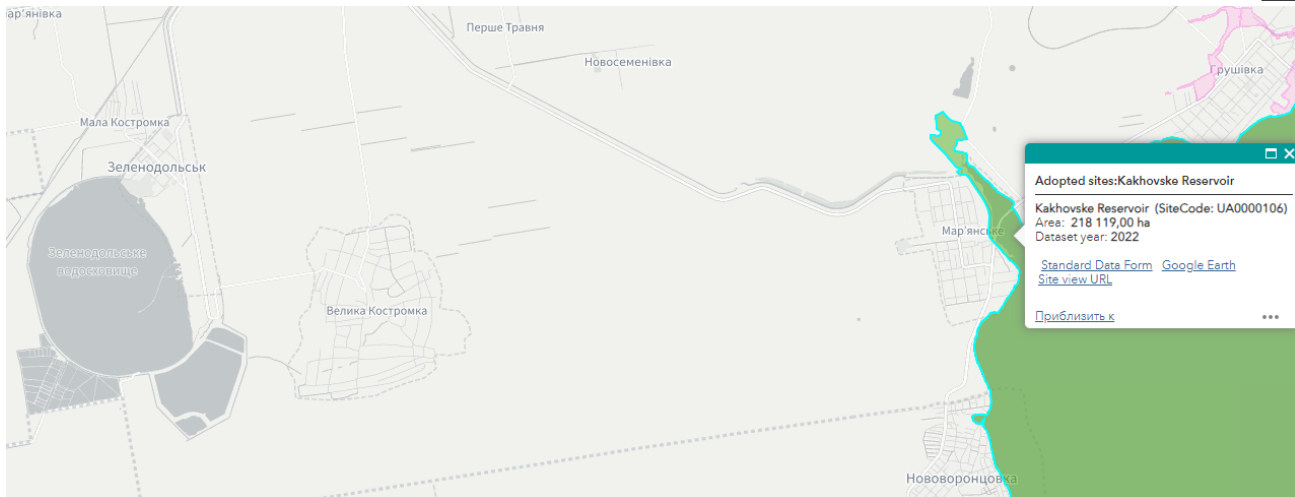 мар'янівка
Перше Травня
Новосеменівка
Грушівка
Мала Костромка
Зеленодольськ
Зеленодольське
водосховище
Велика Костромка
Мар'янське
Нововоронцовка
Adopted sites:Kakhovske Reservoir
Kakhovske Reservoir (SiteCode: UA0000106)
Area: 218 119,00 ha
Dataset year: 2022
Standard Data Form Google Earth
Site view URL
Приблизить к